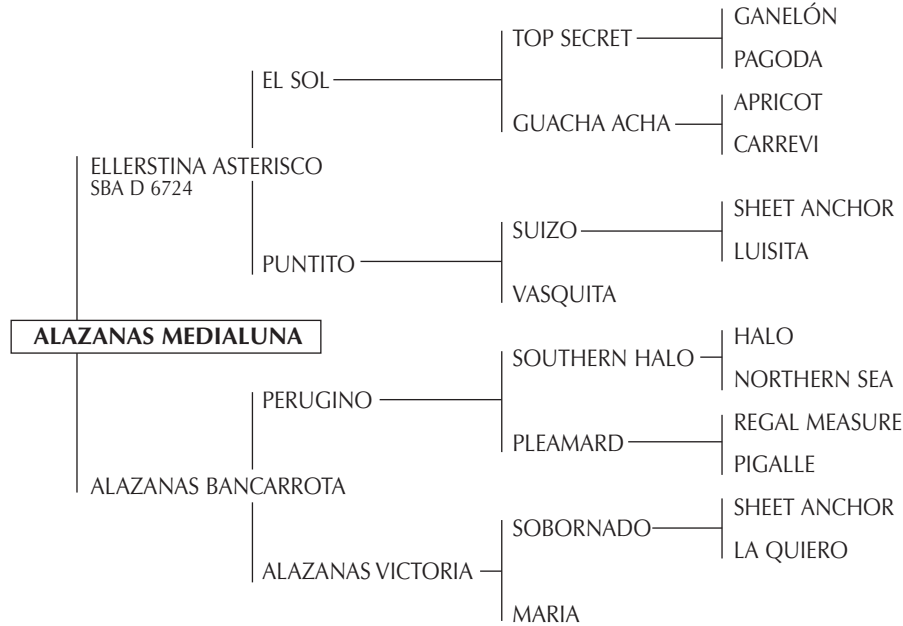 GANELÓN
TOP SECRET
PAGODA
EL SOL
APRICOT
GUACHA ACHA
CARREVI
ELLERSTINA ASTERISCO
SBA D 6724
SHEET ANCHOR
SUIZO
LUISITA
PUNTITO
VASQUITA
ALAZANAS MEDIALUNA
HALO
SOUTHERN HALO
NORTHERN SEA
PERUGINO
REGAL MEASURE
PLEAMARD
PIGALLE
ALAZANAS BANCARROTA
SHEET ANCHOR
SOBORNADO
LA QUIERO
ALAZANAS VICTORIA
MARIA